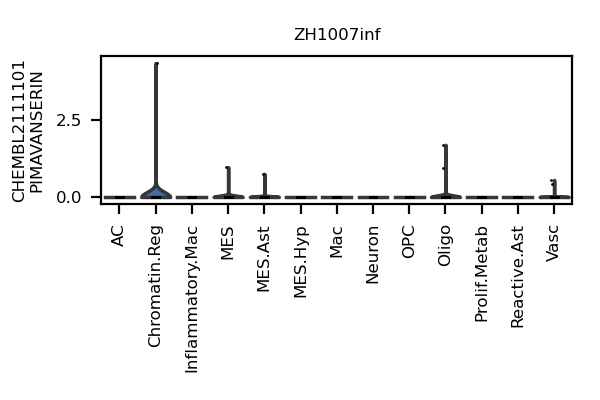 ZH1007inf
CHEMBL2111101
PIMAVANSERIN
2.5
0.0
AC
Chromatin.Reg
Inflammatory.Mac
MES
MES.Ast
MES.Hyp
Mac
Neuron
OPC
Oligo
Prolif.Metab
Reactive.Ast
Vasc